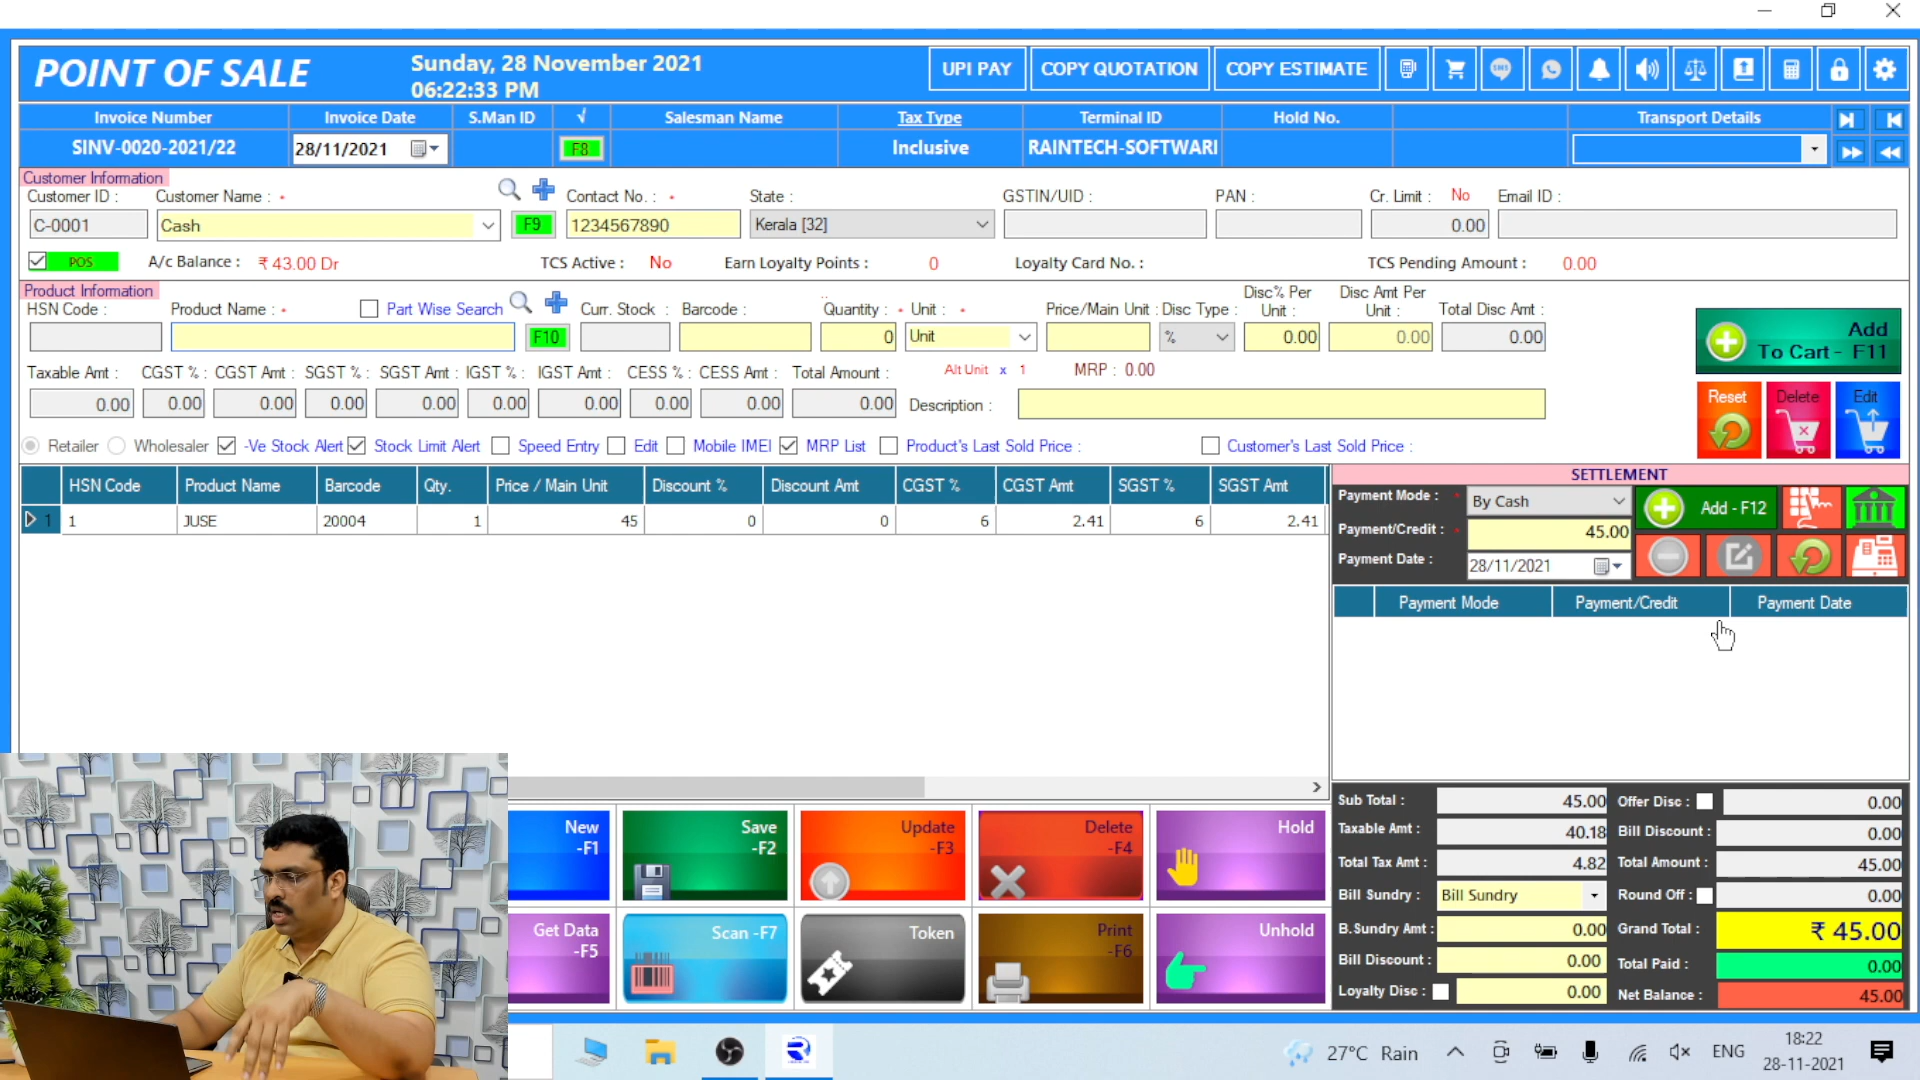 POINT OF SALE
Sunday, 28 November 2021
06:22:33 PM
UPI PAY
COPY QUOTATION
COPY ESTIMATE
Invoice Number
Invoice Date
S.Man ID
√
Salesman Name
Tax Type
Terminal ID
Hold No.
Transport Details
SINV-0020-2021/22
28/11/2021
F8
Inclusive
RAINTECH-SOFTWARI
Customer Information
Customer ID :
Customer Name : *
Contact No. : *
State :
GSTIN/UID :
PAN :
Cr. Limit : No
Email ID :
C-0001
Cash
F9
1234567890
Kerala [32]
0.00
POS
A/c Balance : ₹ 43.00 Dr
TCS Active : No
Earn Loyalty Points : 0
Loyalty Card No. :
TCS Pending Amount : 0.00
Product Information
HSN Code :
Product Name : *
Part Wise Search
F10
Curr. Stock :
Barcode :
Quantity : *
Unit : *
Price/Main Unit :
Disc Type :
Disc% Per
Unit :
Disc Amt Per
Unit :
Total Disc Amt :
0
Unit
%
0.00
0.00
0.00
Add
To Cart - F11
Taxable Amt :
CGST % :
CGST Amt :
SGST % :
SGST Amt :
IGST % :
IGST Amt :
CESS % :
CESS Amt :
Total Amount :
Alt Unit x 1
MRP : 0.00
0.00
0.00
0.00
0.00
0.00
0.00
0.00
0.00
0.00
0.00
Description :
Reset
Delete
Edit
Retailer
Wholesaler
-Ve Stock Alert
Stock Limit Alert
Speed Entry
Edit
Mobile IMEI
MRP List
Product's Last Sold Price :
Customer's Last Sold Price :
HSN Code
Product Name
Barcode
Qty.
Price / Main Unit
Discount %
Discount Amt
CGST %
CGST Amt
SGST %
SGST Amt
1
1
JUSE
20004
1
45
0
0
6
2.41
6
2.41
SETTLEMENT
Payment Mode : *
By Cash
Add - F12
Payment/Credit : *
45.00
Payment Date :
28/11/2021
Payment Mode
Payment/Credit
Payment Date
New
-F1
Save
-F2
Update
-F3
Delete
-F4
Hold
Get Data
-F5
Scan -F7
Token
Print
-F6
Unhold
Sub Total : 45.00
Offer Disc : 0.00
Taxable Amt : 40.18
Bill Discount : 0.00
Total Tax Amt : 4.82
Total Amount : 45.00
Bill Sundry : Bill Sundry
Round Off : 0.00
B.Sundry Amt : 0.00
Grand Total : ₹ 45.00
Bill Discount : 0.00
Total Paid : 0.00
Loyalty Disc : 0.00
Net Balance : 45.00
27°C Rain
ENG
18:22
28-11-2021